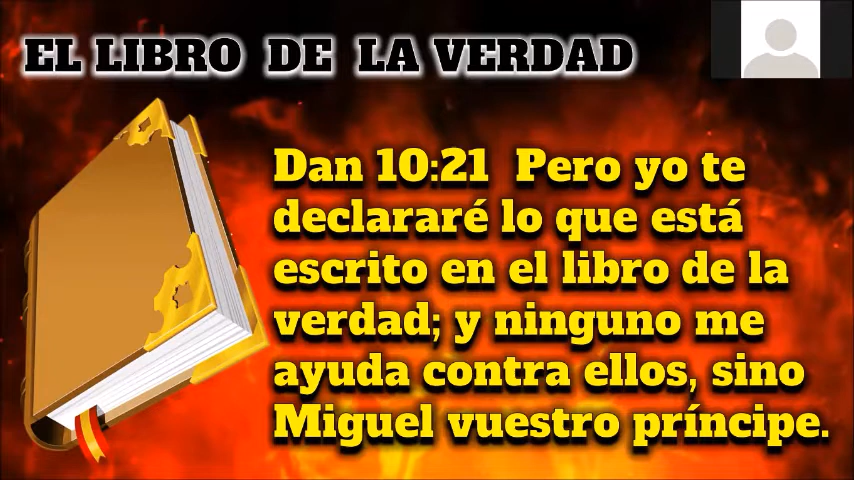 EL LIBRO DE LA VERDAD
Dan 10:21 Pero yo te
declararé lo que está
escrito en el libro de la
verdad; y ninguno me
ayuda contra ellos, sino
Miguel vuestro príncipe.